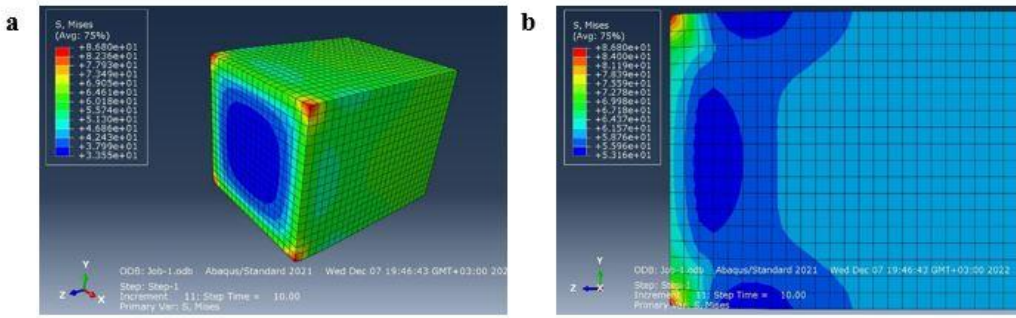 a
S, Mises
(Avg: 75%)
+8.680e+01
+8.236e+01
+7.793e+01
+7.349e+01
+6.905e+01
+6.461e+01
+6.018e+01
+5.574e+01
+5.130e+01
+4.686e+01
+4.243e+01
+3.799e+01
+3.355e+01
Y
Z
X
ODB: Job-1.odb Abaqus/Standard 2021 Wed Dec 07 19:46:43 GMT+03:00 202
Step: Step-1
Increment 11: Step Time = 10.00
Primary Var: S, Mises
b
S, Mises
(Avg: 75%)
+8.680e+01
+8.400e+01
+8.119e+01
+7.839e+01
+7.559e+01
+7.278e+01
+6.998e+01
+6.718e+01
+6.437e+01
+6.157e+01
+5.876e+01
+5.596e+01
+5.316e+01
Y
Z
X
ODB: Job-1.odb Abaqus/Standard 2021 Wed Dec 07 19:46:43 GMT+03:00 2022
Step: Step-1
Increment 11: Step Time = 10.00
Primary Var: S, Mises